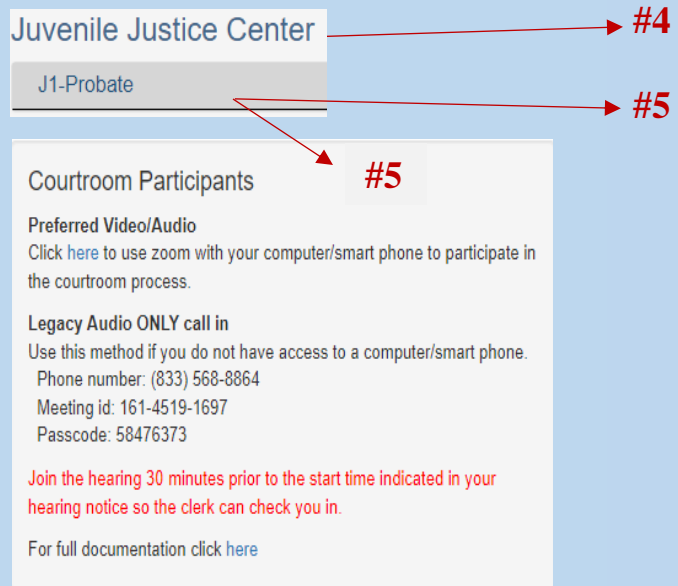 Juvenile Justice Center
#4
J1-Probate
#5
#5
Courtroom Participants
Preferred Video/Audio
Click here to use zoom with your computer/smart phone to participate in
the courtroom process.
Legacy Audio ONLY call in
Use this method if you do not have access to a computer/smart phone.
Phone number: (833) 568-8864
Meeting id: 161-4519-1697
Passcode: 58476373
Join the hearing 30 minutes prior to the start time indicated in your
hearing notice so the clerk can check you in.
For full documentation click here